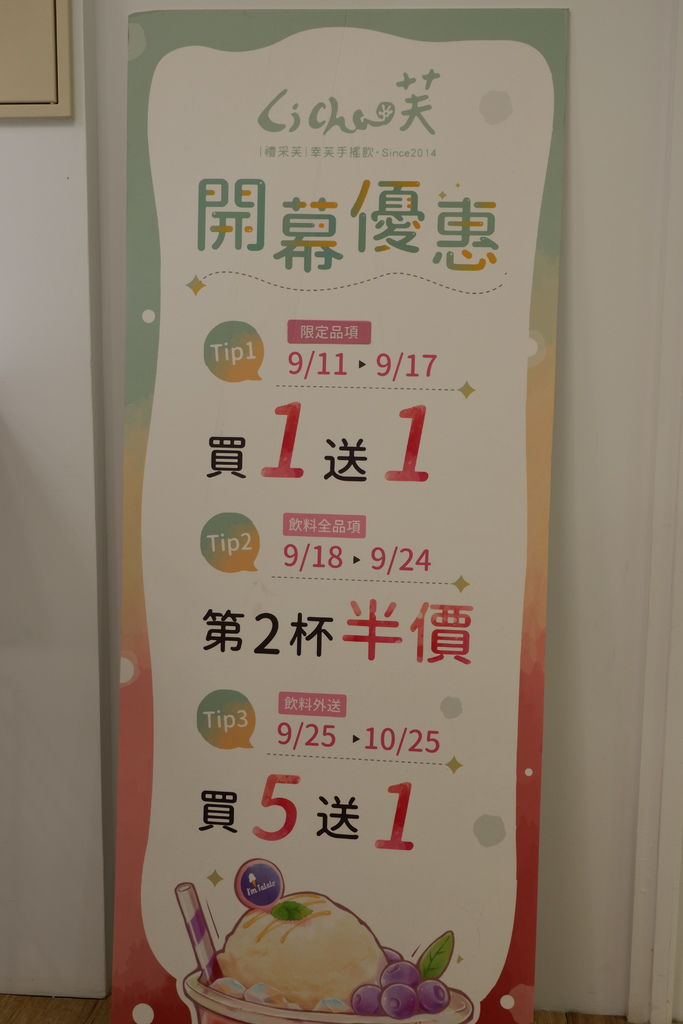 Li Cha 芙
|禮采芙|幸芙手搖飲·Since2014
開幕優惠
Tip1
限定品項
9/11 ▸ 9/17
買1送1
Tip2
飲料全品項
9/18 ▸ 9/24
第2杯半價
Tip3
飲料外送
9/25 ▸10/25
買5送1